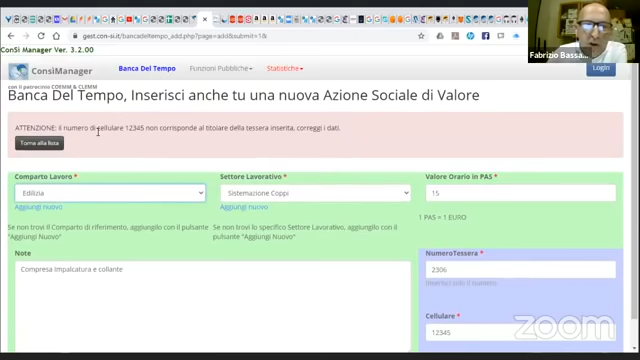 gest.con-si.it/bancadeltempo_add.php?page=add&submit=1&
ConSi Manager Ver. 3.2.00
ConsìManager
Banca Del Tempo
Funzioni Pubbliche
Statistiche
Login
con il patrocinio CDEMM & CLEMM
Banca Del Tempo, Inserisci anche tu una nuova Azione Sociale di Valore
ATTENZIONE: il numero di cellulare 12345 non corrisponde al titolare della tessera inserita, correggi i dati.
Torna alla lista
Comparto Lavoro *
Settore Lavorativo *
Valore Orario in PAS *
Edilizia
Sistemazione Coppi
15
Aggiungi nuovo
Aggiungi nuovo
1 PAS = 1 EURO
Se non trovi il Comparto di riferimento, aggiungilo con il pulsante
"Aggiungi Nuovo"
Se non trovi lo specifico Settore Lavorativo, aggiungilo con il
pulsante "Aggiungi Nuovo"
Note
NumeroTessera *
Compresa Impalcatura e collante
2306
Inserisci solo il numero
Cellulare *
12345
Fabrizio Bassa...
zoom